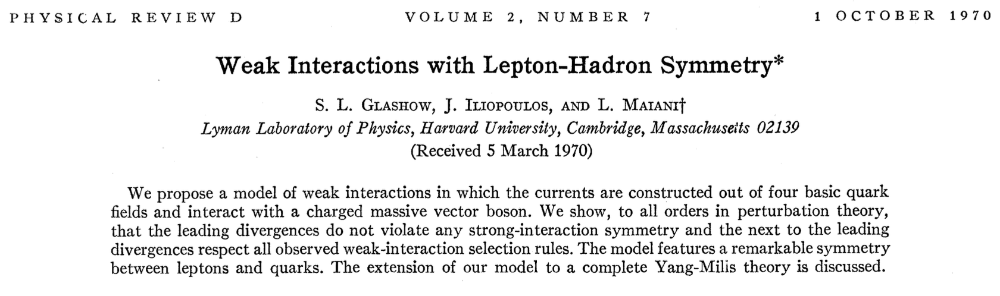 PHYSICAL REVIEW D VOLUME 2, NUMBER 7 1 OCTOBER 1970
Weak Interactions with Lepton-Hadron Symmetry*
S. L. GLASHOW, J. ILIOPOULOS, AND L. MAIANI†
Lyman Laboratory of Physics, Harvard University, Cambridge, Massachusetts 02139
(Received 5 March 1970)
We propose a model of weak interactions in which the currents are constructed out of four basic quark
fields and interact with a charged massive vector boson. We show, to all orders in perturbation theory,
that the leading divergences do not violate any strong-interaction symmetry and the next to the leading
divergences respect all observed weak-interaction selection rules. The model features a remarkable symmetry
between leptons and quarks. The extension of our model to a complete Yang-Mills theory is discussed.